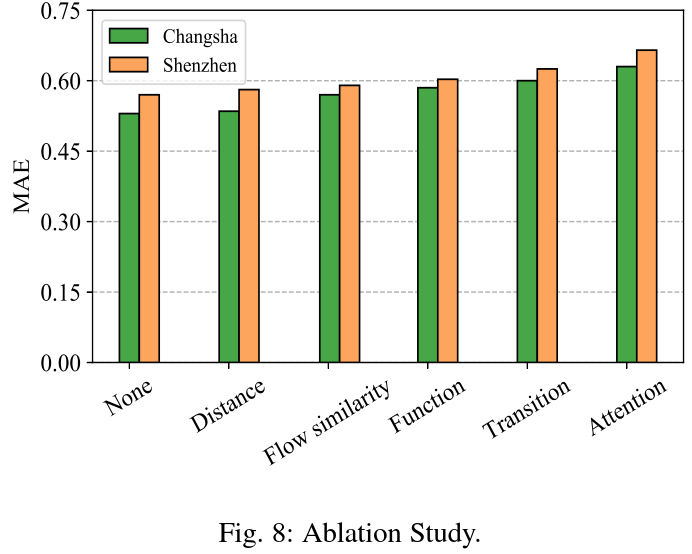 0.75
0.60
0.45
0.30
0.15
0.00
MAE
Changsha
Shenzhen
None
Distance
Flow similarity
Function
Transition
Attention
Fig. 8: Ablation Study.